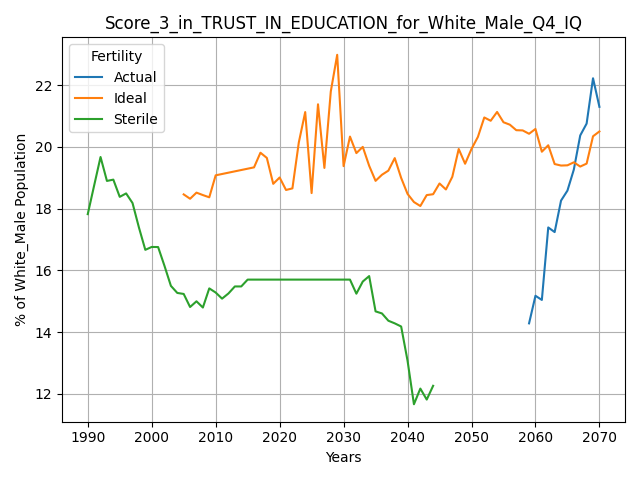 Score_3_in_TRUST_IN_EDUCATION_for_White_Male_Q4_IQ
Fertility
Actual
Ideal
Sterile
% of White_Male Population
22
20
18
16
14
12
1990 2000 2010 2020 2030 2040 2050 2060 2070
Years